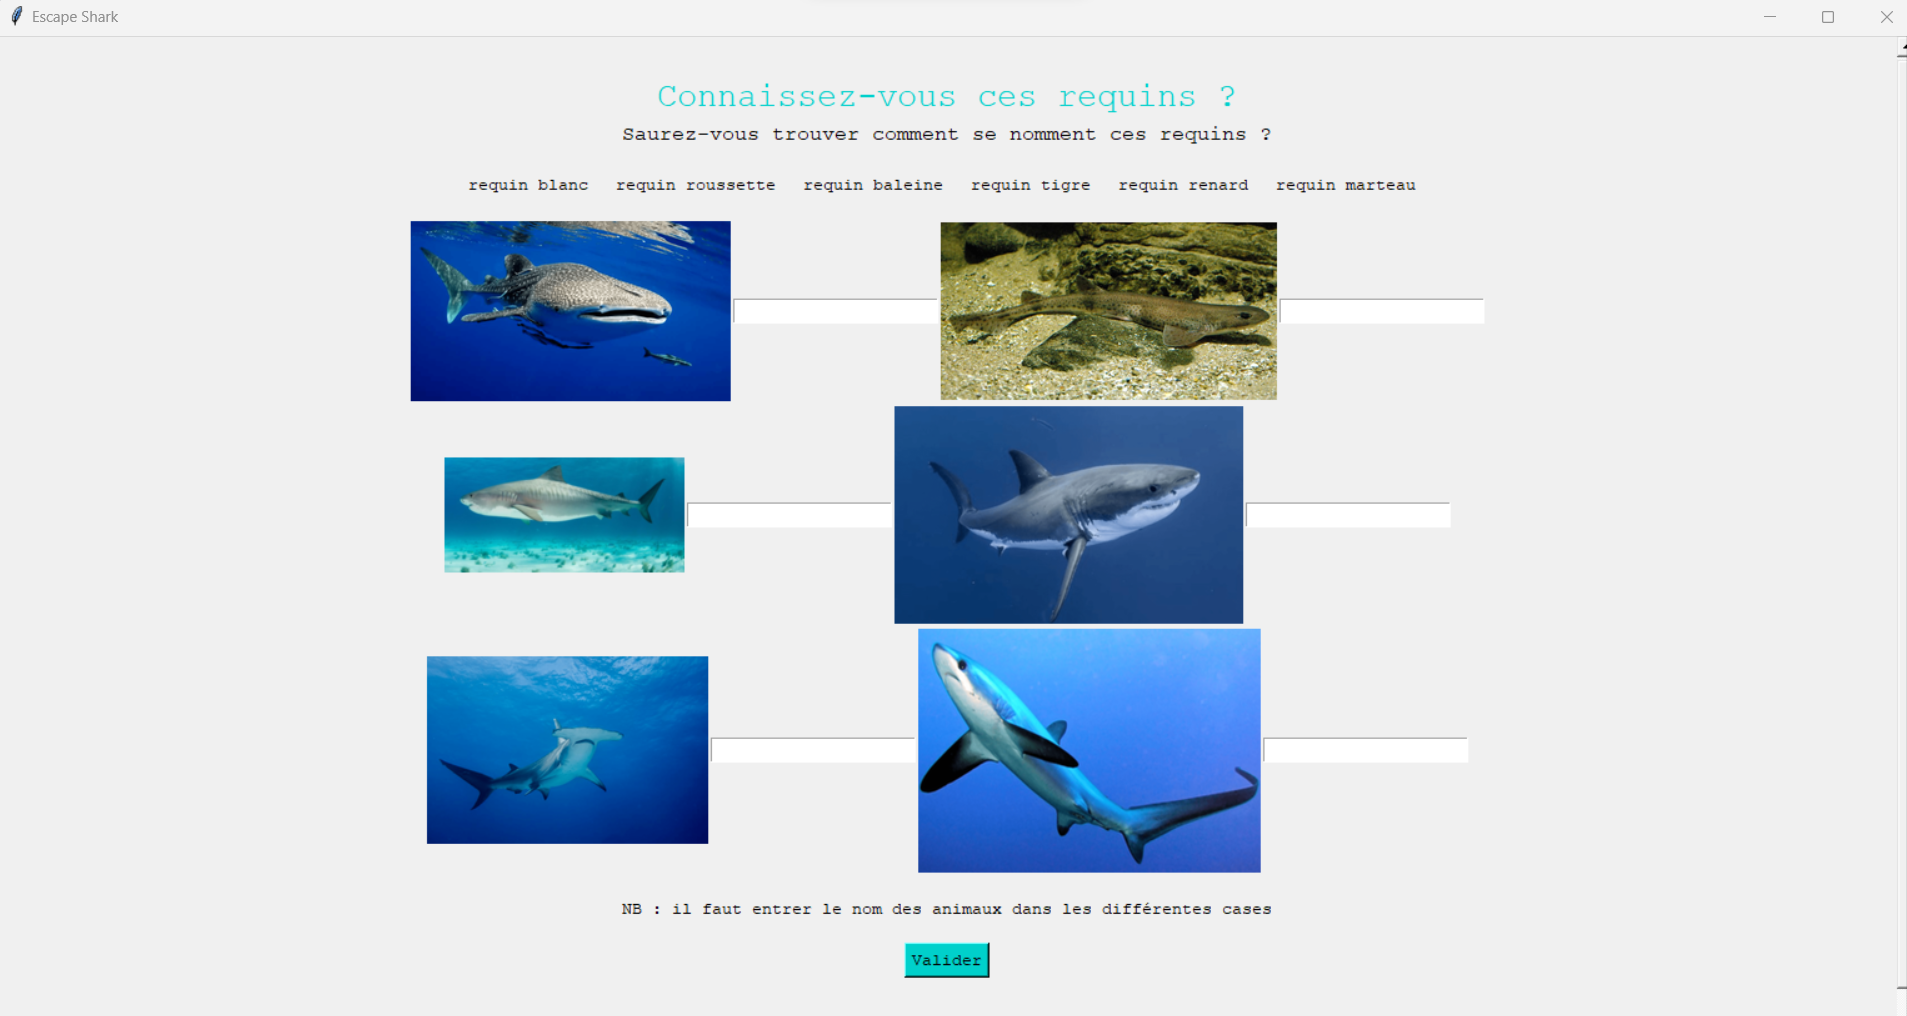 Escape Shark
Connaissez-vous ces requins ?
Saurez-vous trouver comment se nomment ces requins ?
requin blanc requin roussette requin baleine requin tigre requin renard requin marteau
NB : il faut entrer le nom des animaux dans les différentes cases
Valider